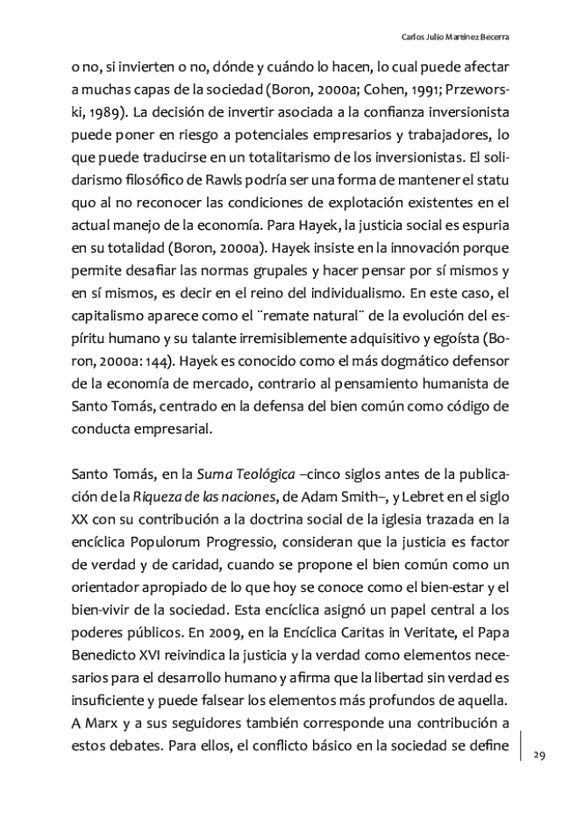 Carlos Julio Martínez Becerra
o no, si invierten o no, dónde y cuándo lo hacen, lo cual puede afectar
a muchas capas de la sociedad (Boron, 2000a; Cohen, 1991; Przewors-
ki, 1989). La decisión de invertir asociada a la confianza inversionista
puede poner en riesgo a potenciales empresarios y trabajadores, lo
que puede traducirse en un totalitarismo de los inversionistas. El soli-
darismo filosófico de Rawls podría ser una forma de mantener el statu
quo al no reconocer las condiciones de explotación existentes en el
actual manejo de la economía. Para Hayek, la justicia social es espuria
en su totalidad (Boron, 2000a). Hayek insiste en la innovación porque
permite desafiar las normas grupales y hacer pensar por sí mismos y
en sí mismos, es decir en el reino del individualismo. En este caso, el
capitalismo aparece como el ¨remate natural¨ de la evolución del es-
píritu humano y su talante irremisiblemente adquisitivo y egoísta (Bo-
ron, 2000a: 144). Hayek es conocido como el más dogmático defensor
de la economía de mercado, contrario al pensamiento humanista de
Santo Tomás, centrado en la defensa del bien común como código de
conducta empresarial.
Santo Tomás, en la Suma Teológica –cinco siglos antes de la publica-
ción de la Riqueza de las naciones, de Adam Smith–, y Lebret en el siglo
XX con su contribución a la doctrina social de la iglesia trazada en la
encíclica Populorum Progressio, consideran que la justicia es factor
de verdad y de caridad, cuando se propone el bien común como un
orientador apropiado de lo que hoy se conoce como el bien-estar y el
bien-vivir de la sociedad. Esta encíclica asignó un papel central a los
poderes públicos. En 2009, en la Encíclica Caritas in Veritate, el Papa
Benedicto XVI reivindica la justicia y la verdad como elementos nece-
sarios para el desarrollo humano y afirma que la libertad sin verdad es
insuficiente y puede falsear los elementos más profundos de aquella.
A Marx y a sus seguidores también corresponde una contribución a
estos debates. Para ellos, el conflicto básico en la sociedad se define
29